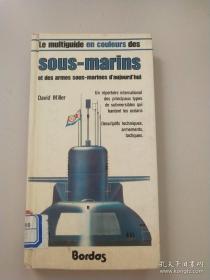 Le multiguide en couleurs des
sous-marins
et des armes sous-marines d'aujourd'hui
David Miller
Un répertoire international
des principaux types
de submersibles qui
hantent les océans
Descriptifs techniques,
armements,
tactiques.
Bordas